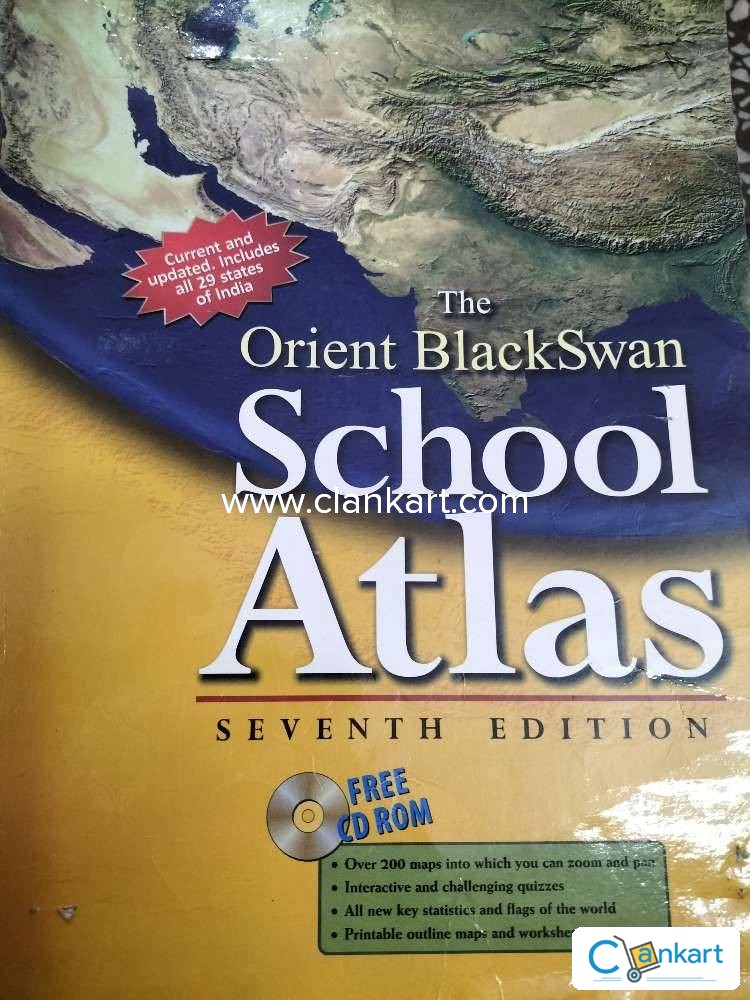 Current and
updated. Includes
all 29 states
of India
The
Orient BlackSwan
School
www.clankart.com
Atlas
SEVENTH EDITION
FREE
CD ROM
• Over 200 maps into which you can zoom and pan
• Interactive and challenging quizzes
• All new key statistics and flags of the world
• Printable outline maps and
Clankart